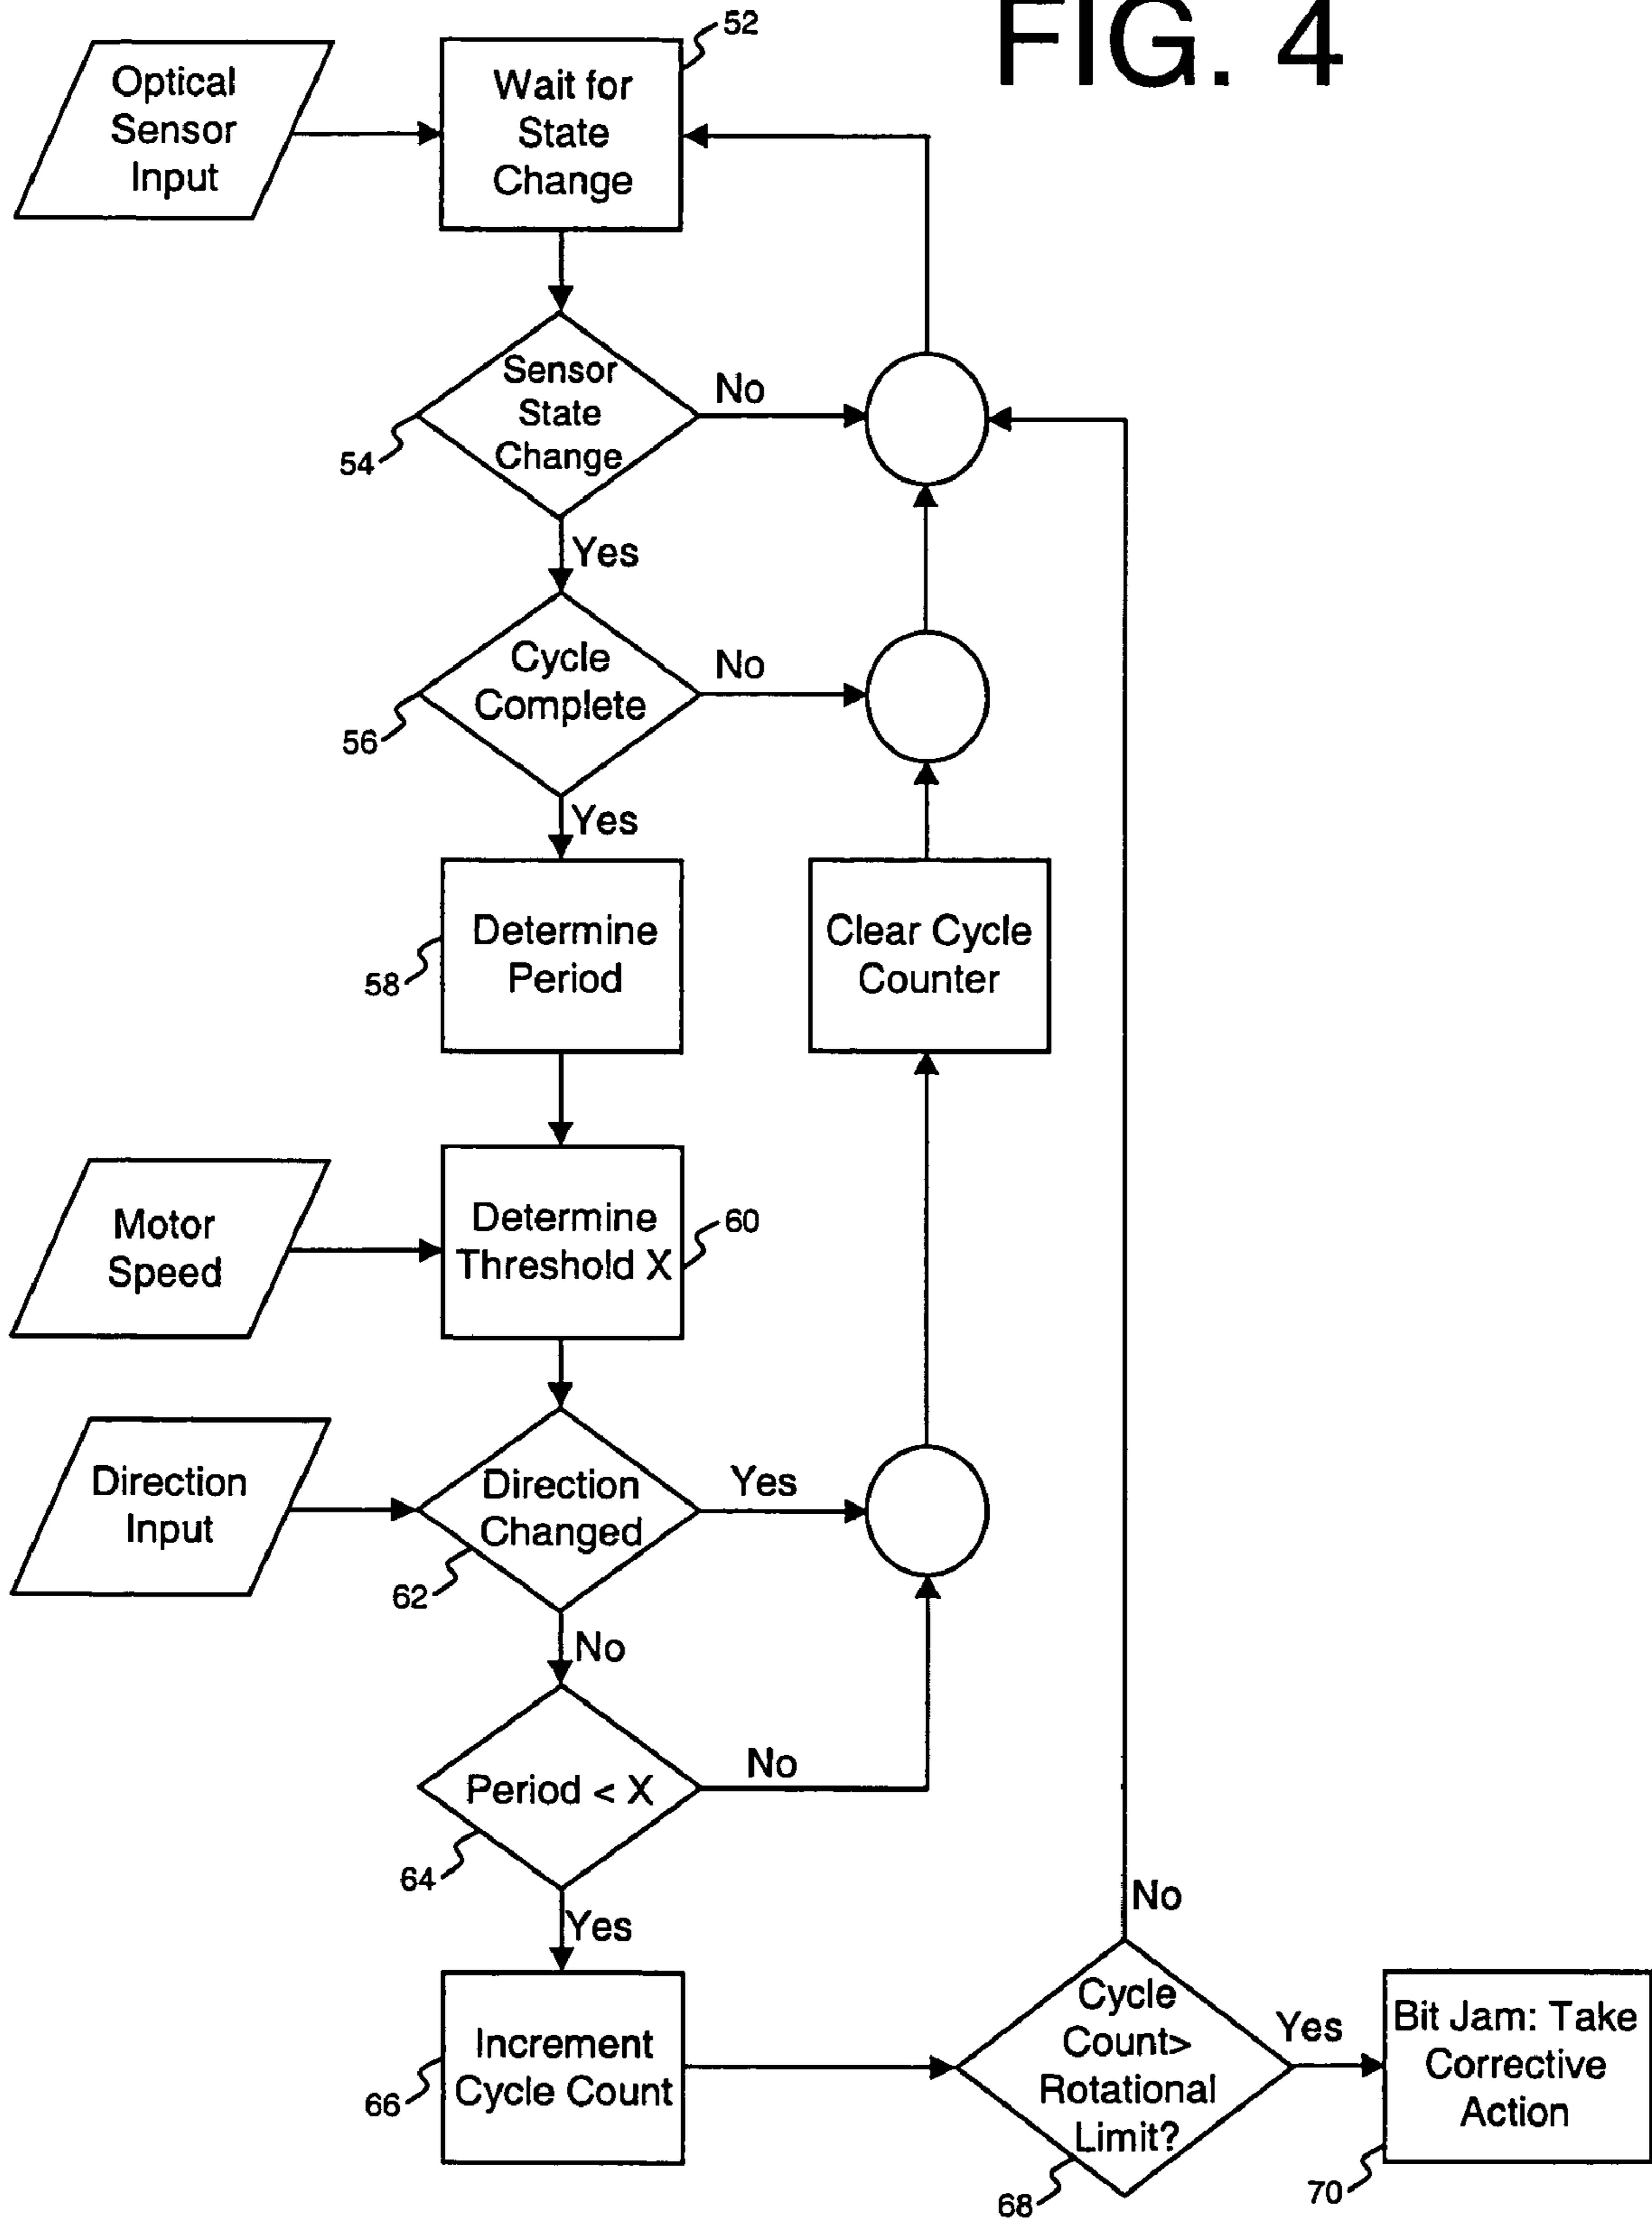 FIG. 4
52
Optical
Sensor
Input
Wait for
State
Change
Sensor
State
Change
No
54
Yes
Cycle
Complete
No
56
Yes
Determine
Period
58
Clear Cycle
Counter
Motor
Speed
Determine
Threshold X
60
Direction
Input
Direction
Changed
Yes
62
No
Period < X
No
64
Yes
No
Increment
Cycle Count
66
Cycle
Count>
Rotational
Limit?
68
Yes
Bit Jam: Take
Corrective
Action
70